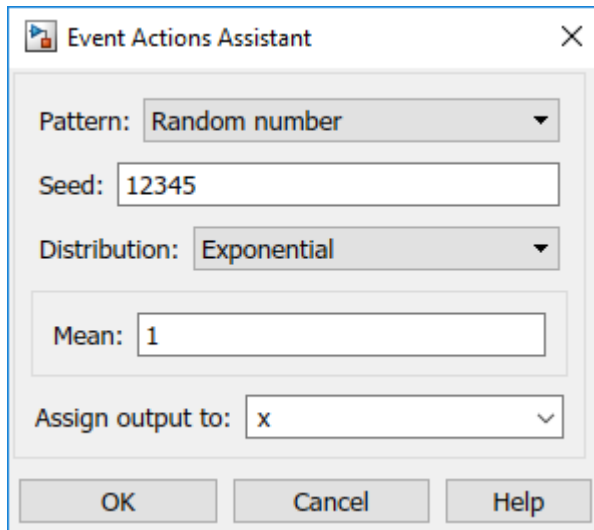 Event Actions Assistant
Pattern: Random number
Seed: 12345
Distribution: Exponential
Mean: 1
Assign output to: x
OK Cancel Help